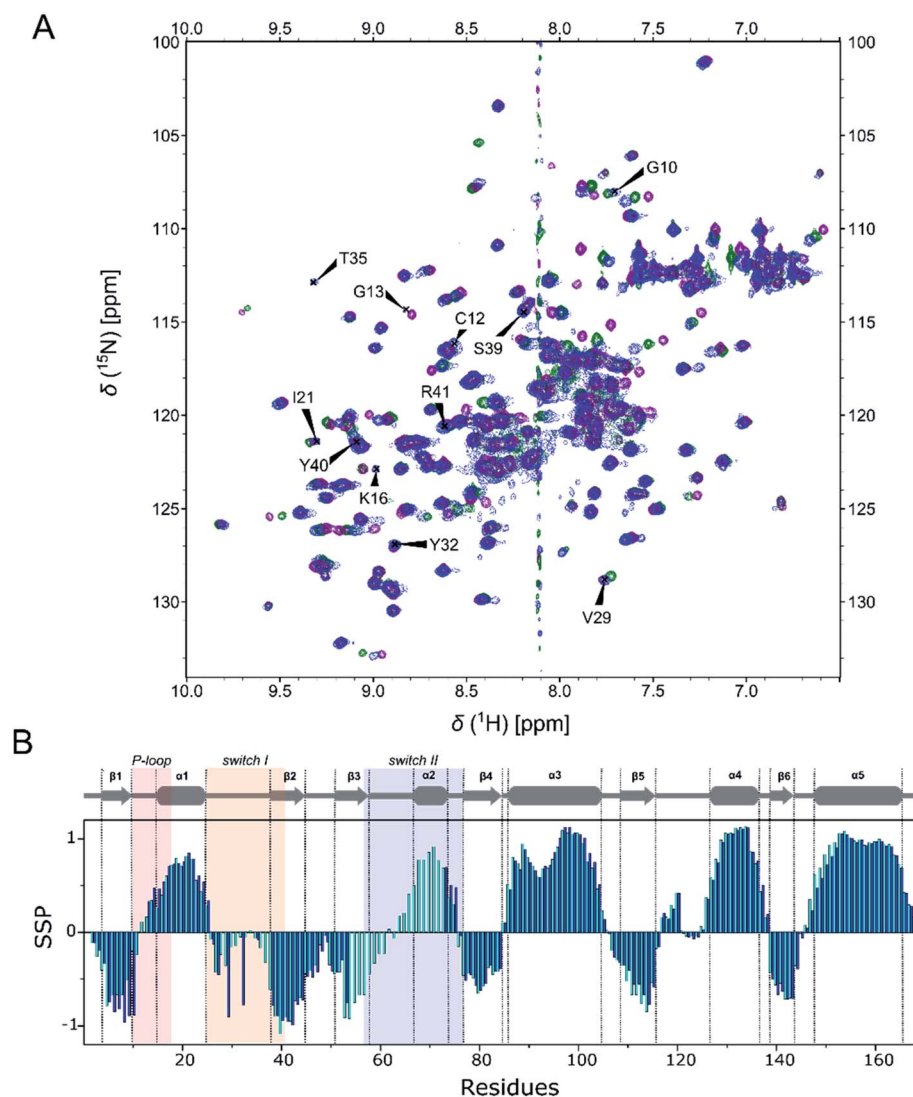 A
10.0 9.5 9.0 8.5 8.0 7.5 7.0
100 100
105 105
G10
110 110
T35
G13
115 115
C12
S39
I21
R41
120 120
Y40
K16
125 125
Y32
130 130
V29
10.0 9.5 9.0 8.5 8.0 7.5 7.0
δ (¹⁵N) [ppm]
δ (¹H) [ppm]
B
P-loop switch I switch II
β1 α1 β2 β3 α2 β4 α3 β5 α4 β6 α5
1
0
-1
SSP
20 40 60 80 100 120 140 160
Residues